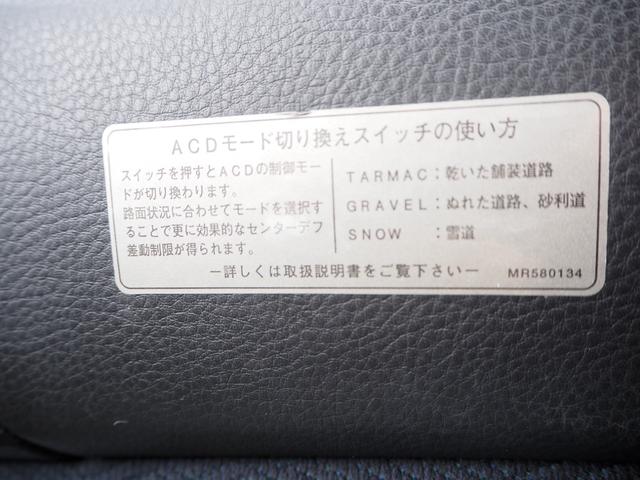 ACDモード切り換えスイッチの使い方
スイッチを押すとACDの制御モー
ドが切り換わります。
路面状況に合わせてモードを選択す
ることで更に効果的なセンターデフ
差動制限が得られます。
TARMAC：乾いた舗装道路
GRAVEL：ぬれた道路、砂利道
SNOW　：雪道
ー詳しくは取扱説明書をご覧下さいー
MR580134